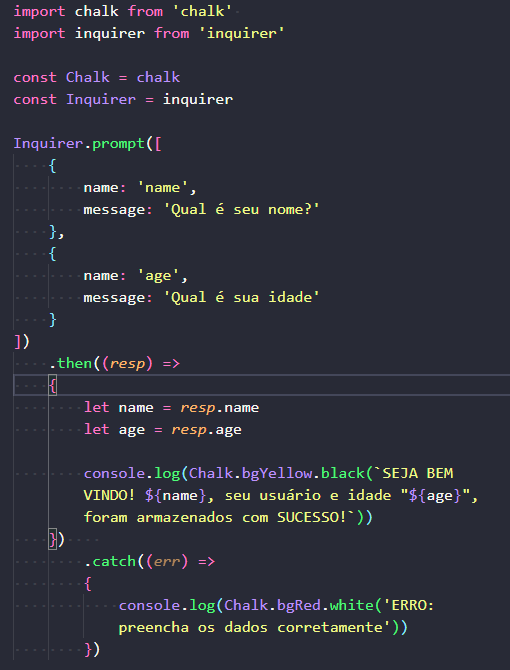 import chalk from 'chalk'
import inquirer from 'inquirer'
const Chalk = chalk
const Inquirer = inquirer
Inquirer.prompt([
{
name: 'name',
message: 'Qual é seu nome?'
},
{
name: 'age',
message: 'Qual é sua idade'
}
])
.then((resp) =>
{
let name = resp.name
let age = resp.age
console.log(Chalk.bgYellow.black(`SEJA BEM
VINDO! ${name}, seu usuário e idade "${age}",
foram armazenados com SUCESSO!`))
})
.catch((err) =>
{
console.log(Chalk.bgRed.white('ERRO:
preencha os dados corretamente'))
})